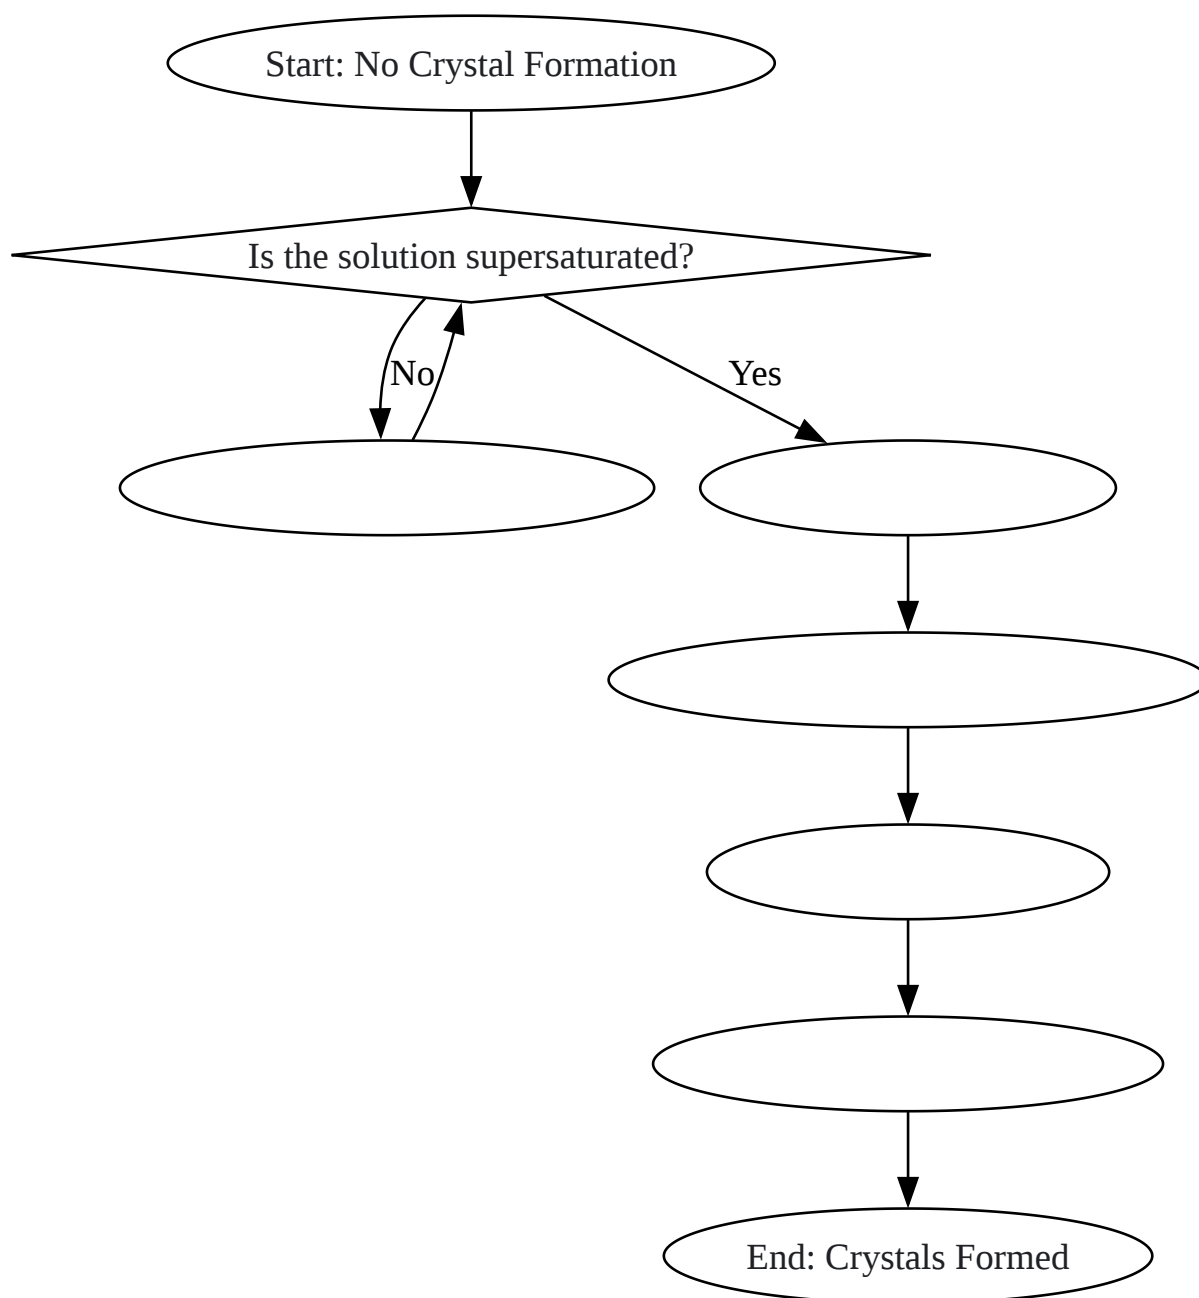 Start: No Crystal Formation
Is the solution supersaturated?
No
Yes
End: Crystals Formed